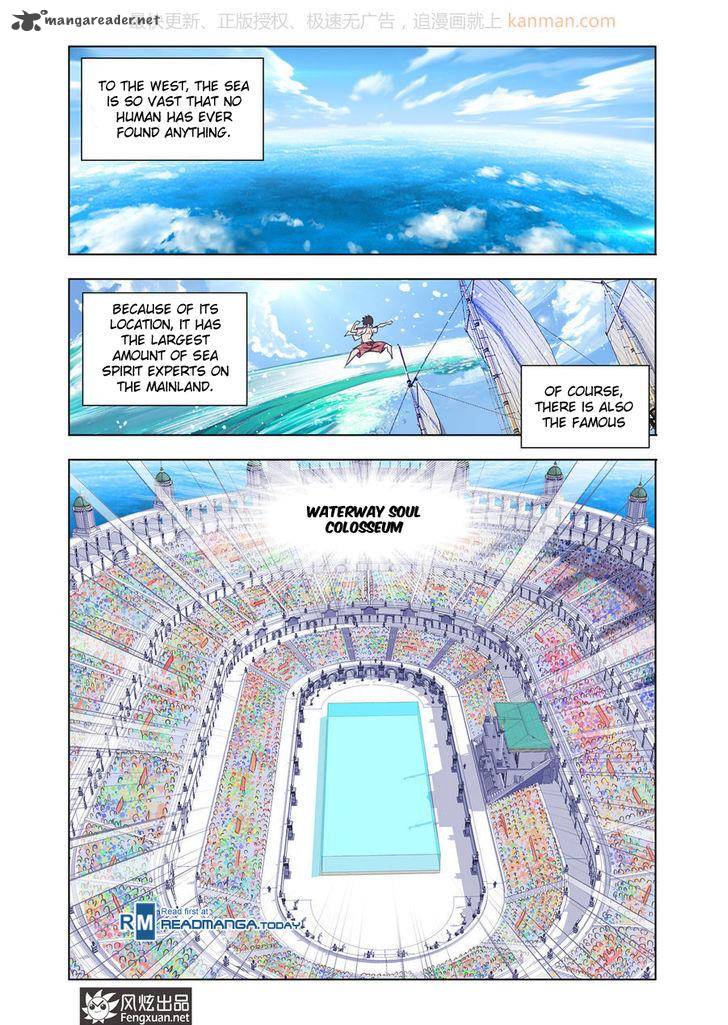 mangareader.net
最快更新、正版授权、极速无广告，追漫画就上 kanman.com
TO THE WEST, THE SEA
IS SO VAST THAT NO
HUMAN HAS EVER
FOUND ANYTHING.
BECAUSE OF ITS
LOCATION, IT HAS
THE LARGEST
AMOUNT OF SEA
SPIRIT EXPERTS ON
THE MAINLAND.
OF COURSE,
THERE IS ALSO
THE FAMOUS
WATERWAY SOUL
COLOSSEUM
RM
Read first at
READMANGA.TODAY
风炫出品
Fengxuan.net